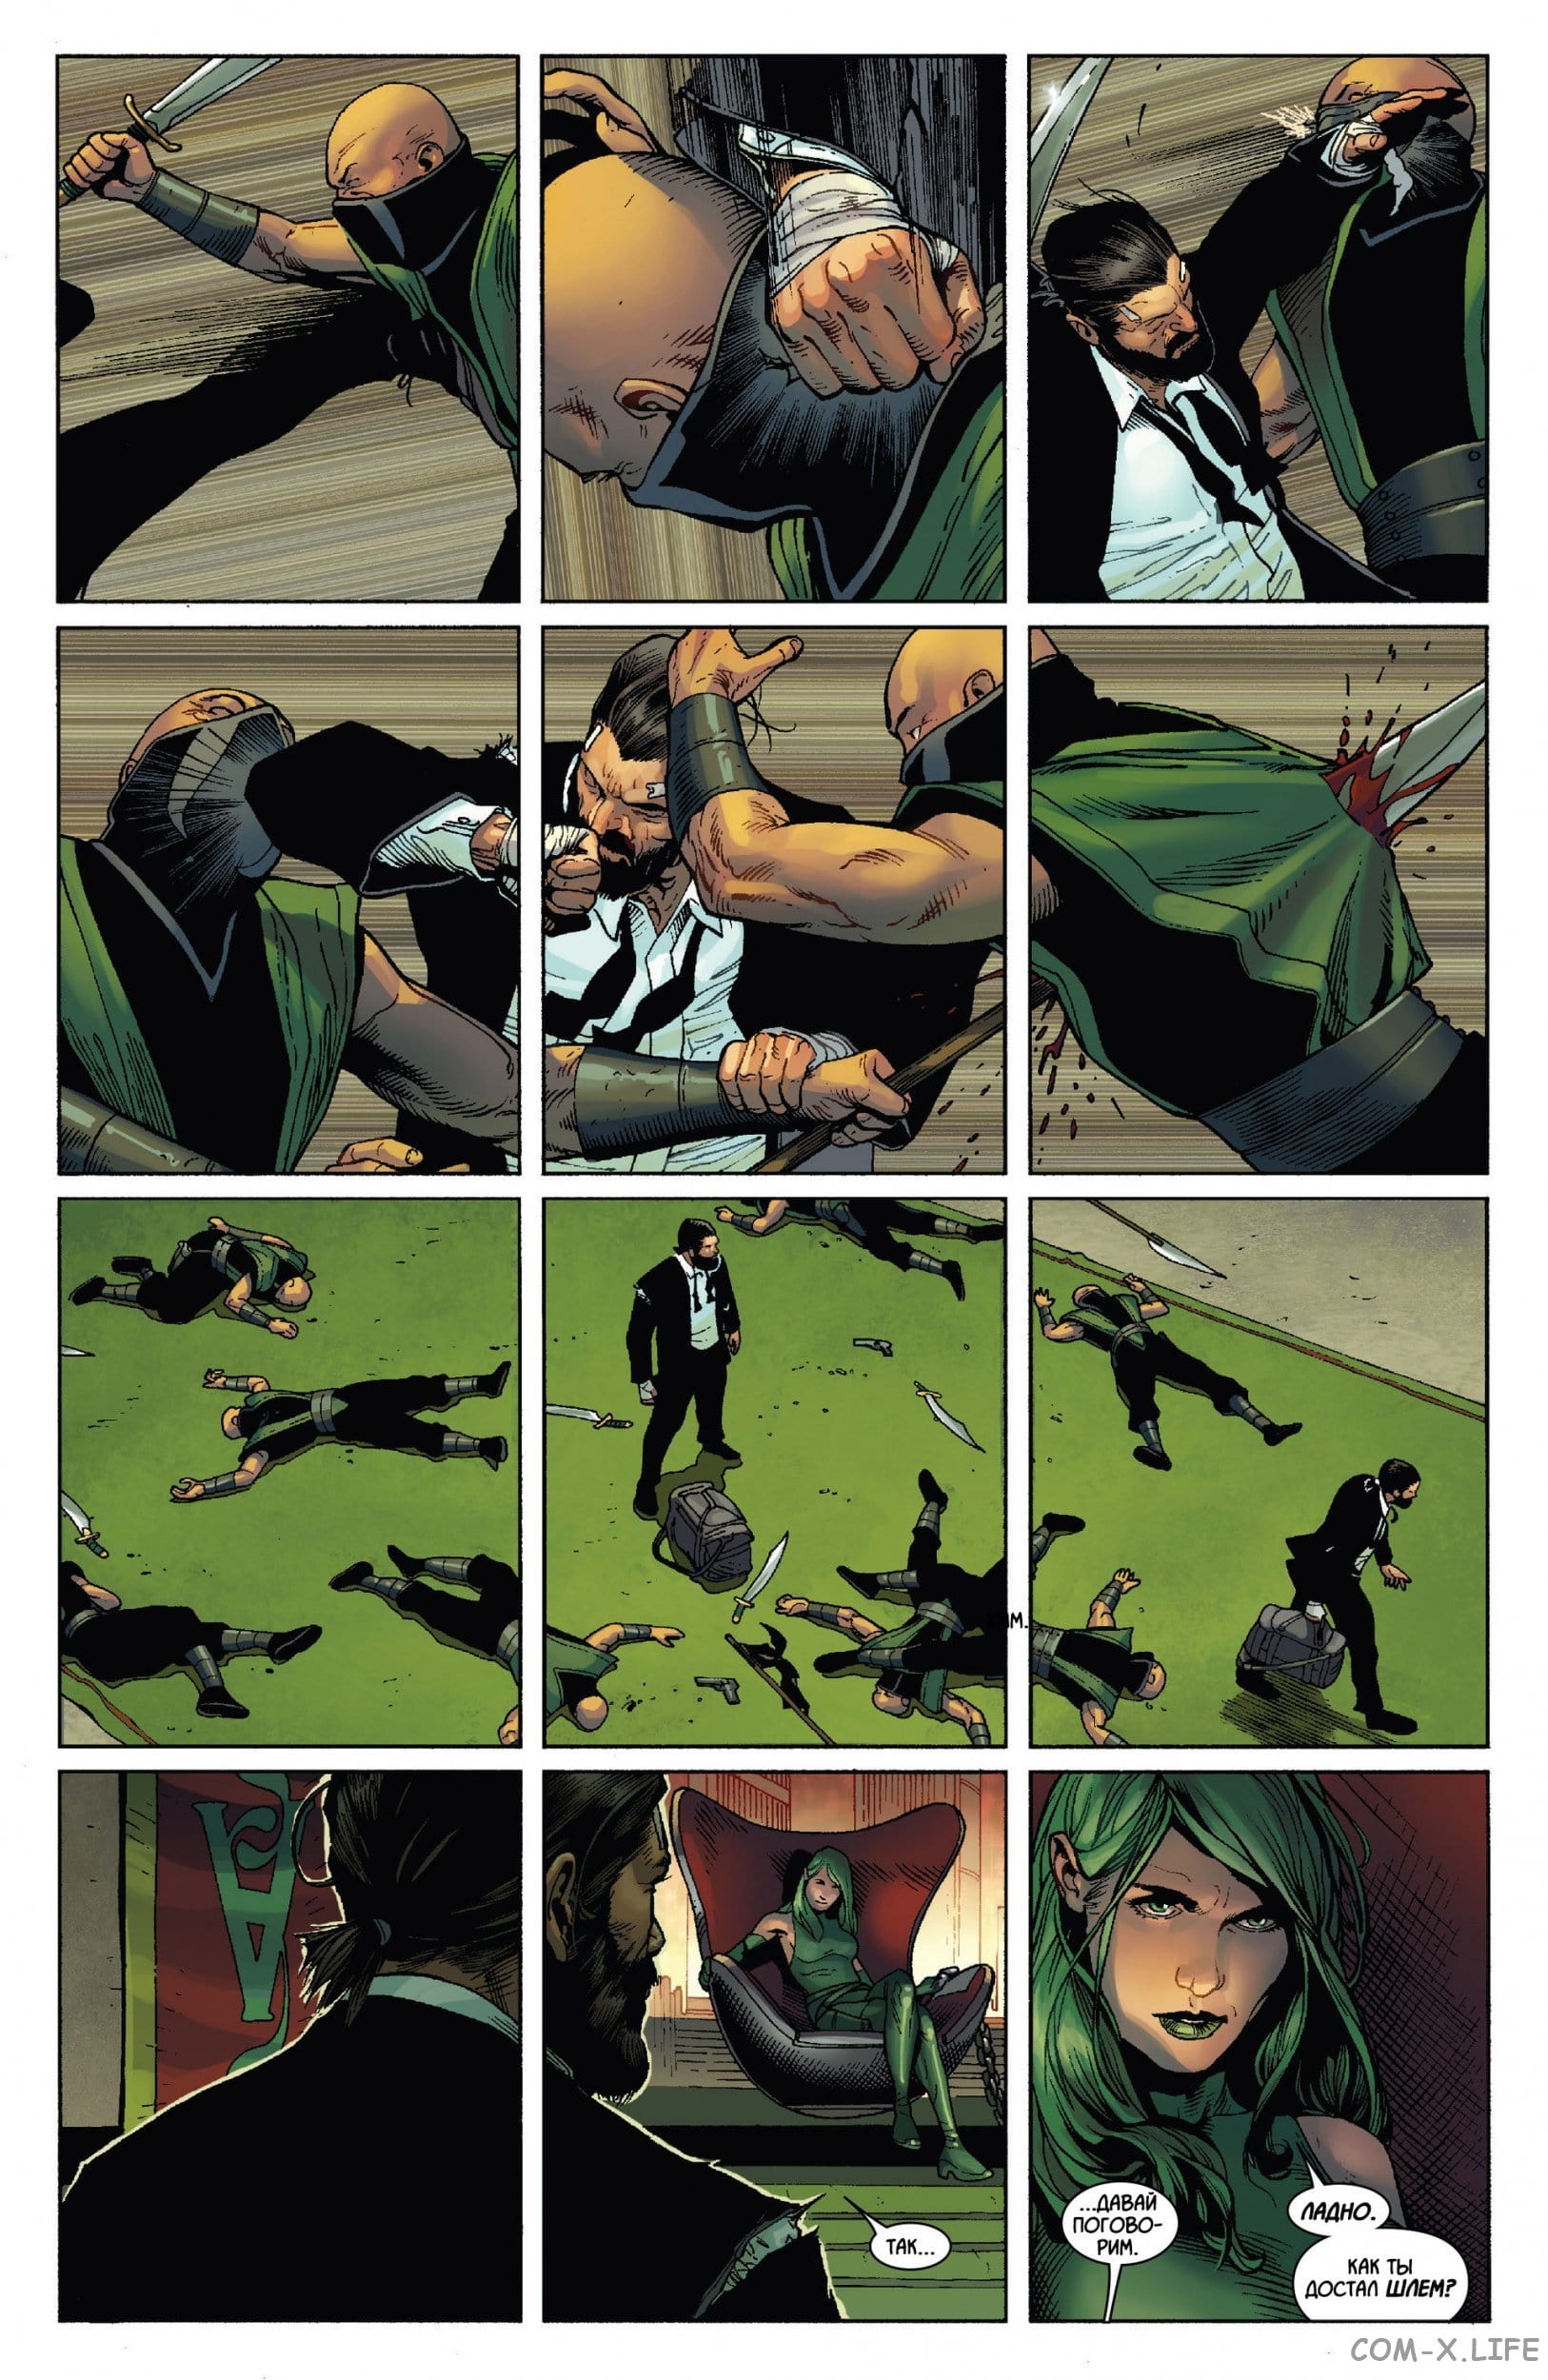 ТАК...
...ДАВАЙ
ПОГОВО-
РИМ.
ЛАДНО.
КАК ТЫ
ДОСТАЛ ШЛЕМ?
COM-X.LIFE